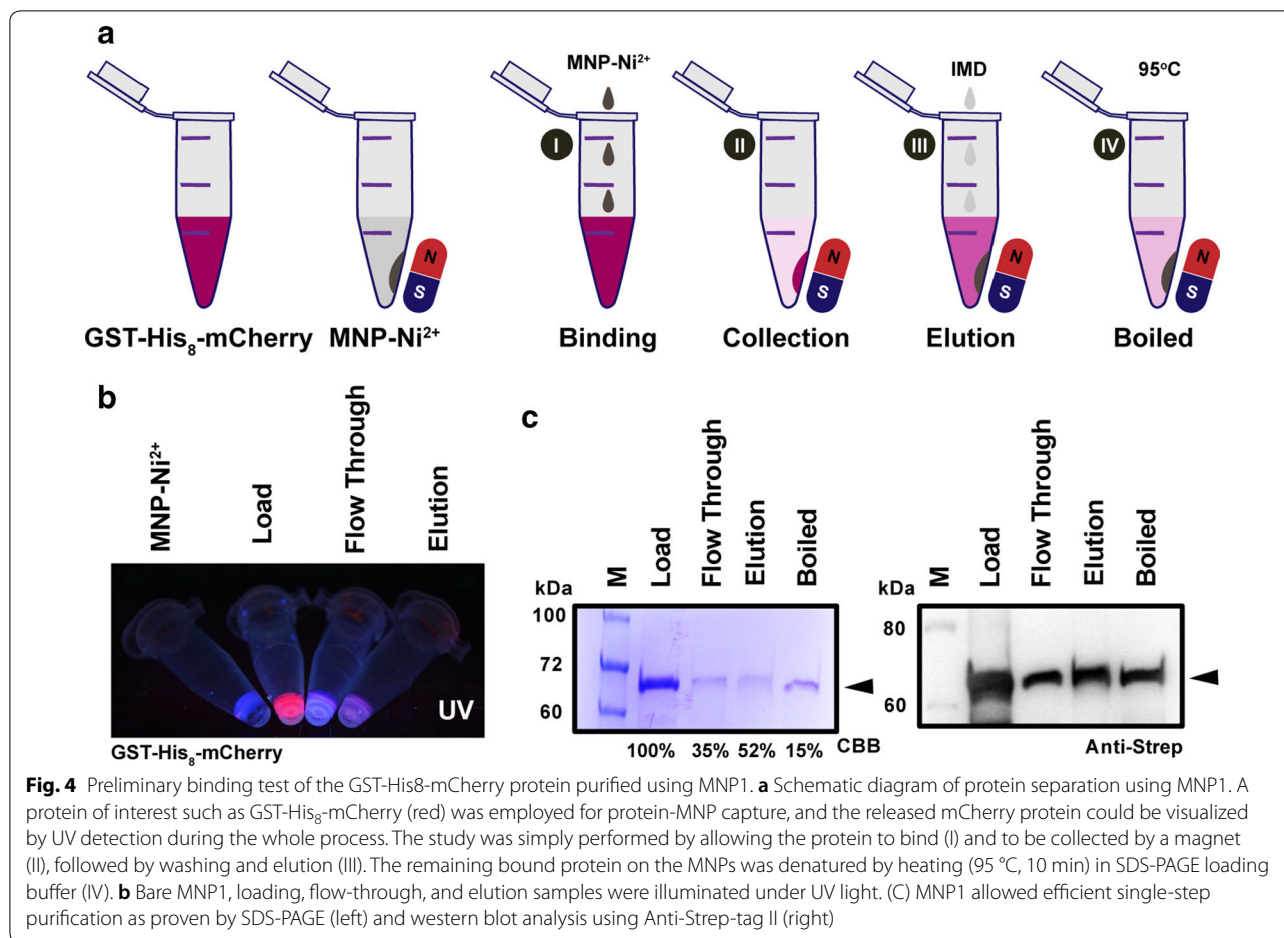 a
MNP-Ni²⁺
IMD
95°C
I
II
III
IV
N
S
N
S
N
S
N
S
GST-His₈-mCherry
MNP-Ni²⁺
Binding
Collection
Elution
Boiled
b
MNP-Ni²⁺
Load
Flow Through
Elution
UV
GST-His₈-mCherry
c
kDa
M
Load
Flow Through
Elution
Boiled
100
72
60
100% 35% 52% 15% CBB
kDa
M
Load
Flow Through
Elution
Boiled
80
60
Anti-Strep
Fig. 4 Preliminary binding test of the GST-His8-mCherry protein purified using MNP1. a Schematic diagram of protein separation using MNP1. A
protein of interest such as GST-His₈-mCherry (red) was employed for protein-MNP capture, and the released mCherry protein could be visualized
by UV detection during the whole process. The study was simply performed by allowing the protein to bind (I) and to be collected by a magnet
(II), followed by washing and elution (III). The remaining bound protein on the MNPs was denatured by heating (95 °C, 10 min) in SDS-PAGE loading
buffer (IV). b Bare MNP1, loading, flow-through, and elution samples were illuminated under UV light. (C) MNP1 allowed efficient single-step
purification as proven by SDS-PAGE (left) and western blot analysis using Anti-Strep-tag II (right)